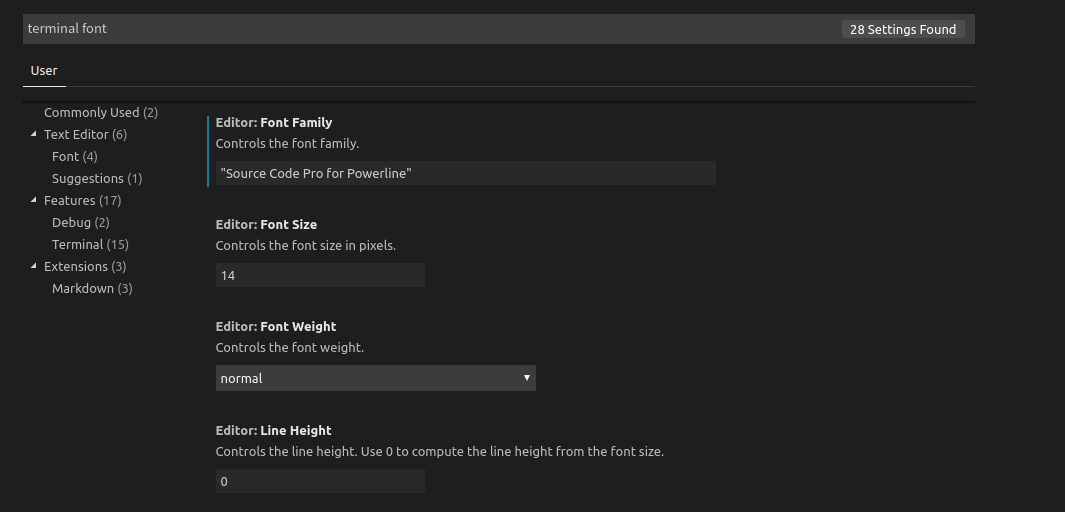 terminal font
28 Settings Found
User
Commonly Used (2)
Text Editor (6)
Font (4)
Suggestions (1)
Features (17)
Debug (2)
Terminal (15)
Extensions (3)
Markdown (3)
Editor: Font Family
Controls the font family.
"Source Code Pro for Powerline"
Editor: Font Size
Controls the font size in pixels.
14
Editor: Font Weight
Controls the font weight.
normal
Editor: Line Height
Controls the line height. Use 0 to compute the line height from the font size.
0